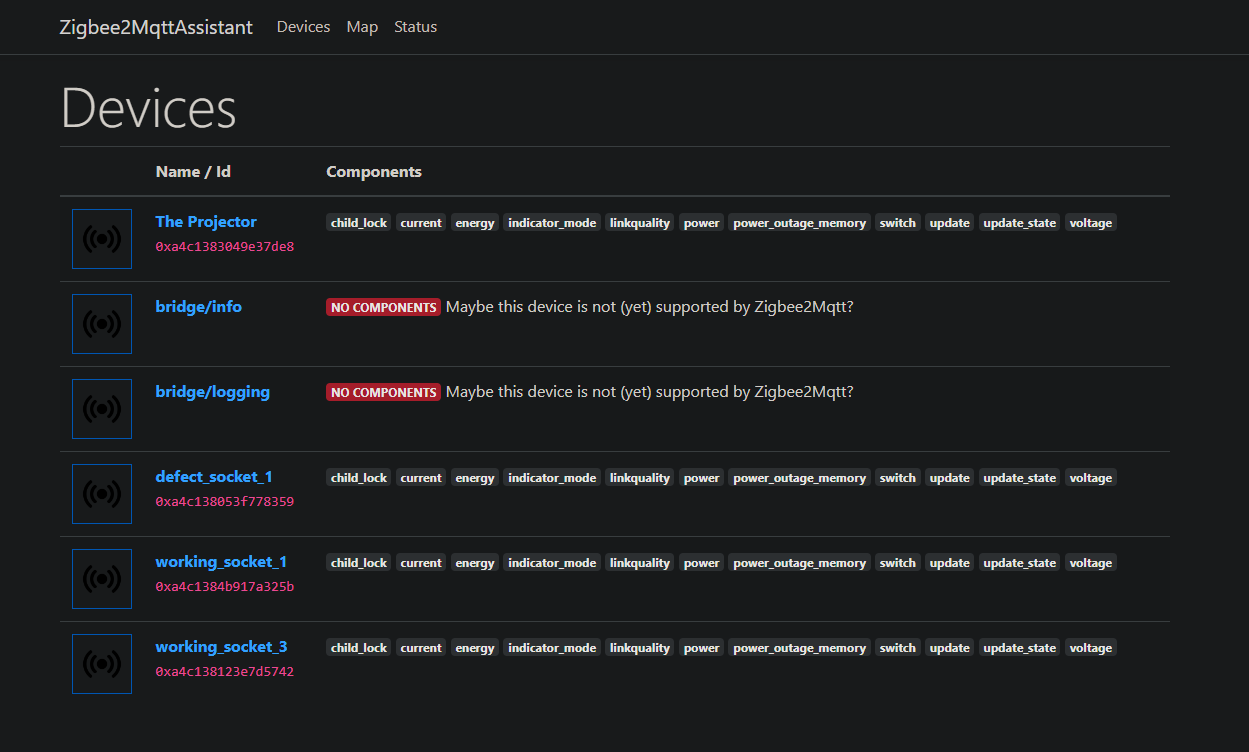 Zigbee2MqttAssistant Devices Map Status
Devices
Name / Id Components
The Projector child_lock current energy indicator_mode linkquality power power_outage_memory switch update update_state voltage
0xa4c1383049e37de8
bridge/info NO COMPONENTS Maybe this device is not (yet) supported by Zigbee2Mqtt?
bridge/logging NO COMPONENTS Maybe this device is not (yet) supported by Zigbee2Mqtt?
defect_socket_1 child_lock current energy indicator_mode linkquality power power_outage_memory switch update update_state voltage
0xa4c138053f778359
working_socket_1 child_lock current energy indicator_mode linkquality power power_outage_memory switch update update_state voltage
0xa4c1384b917a325b
working_socket_3 child_lock current energy indicator_mode linkquality power power_outage_memory switch update update_state voltage
0xa4c138123e7d5742